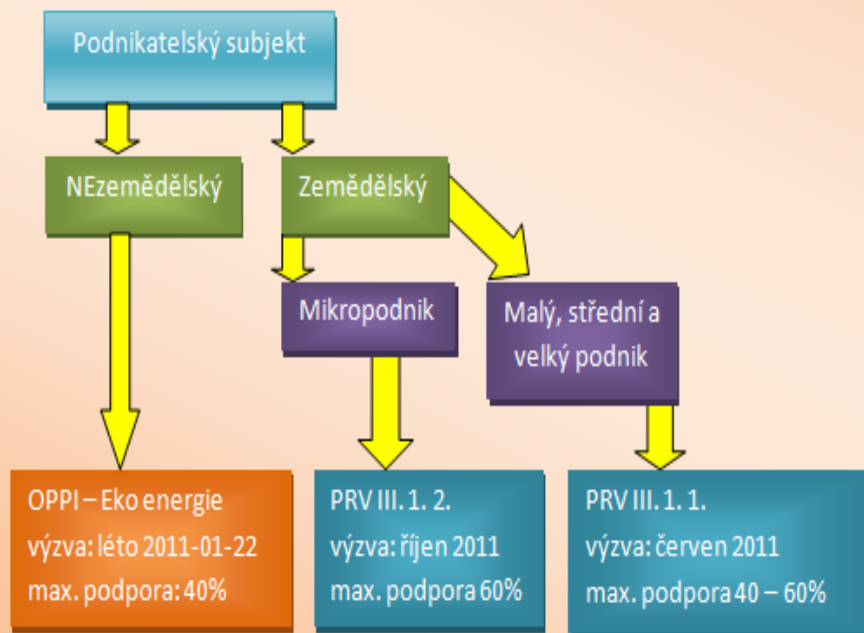 Podnikatelský subjekt
NEzemědělský
Zemědělský
Mikropodnik
Malý, střední a
velký podnik
OPPI – Eko energie
výzva: léto 2011-01-22
max. podpora: 40%
PRV III. 1. 2.
výzva: říjen 2011
max. podpora 60%
PRV III. 1. 1.
výzva: červen 2011
max. podpora 40 – 60%